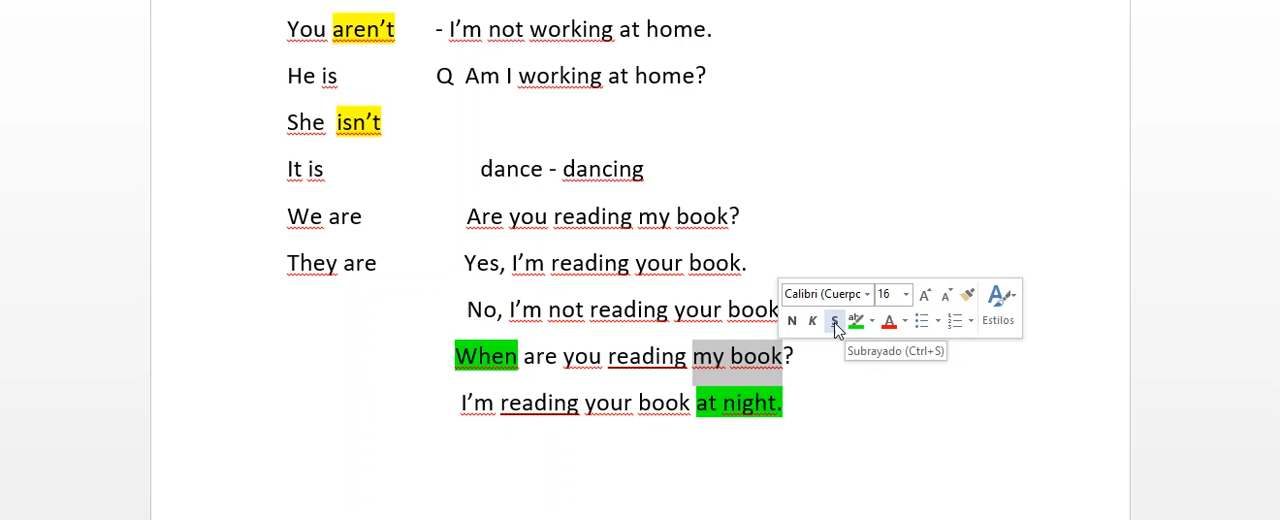 You aren't - I'm not working at home.
He is Q Am I working at home?
She isn't
It is dance - dancing
We are Are you reading my book?
They are Yes, I'm reading your book.
Calibri (Cuerpc 16
No, I'm not reading your book
N K S A Estilos
When are you reading my book?
Subrayado (Ctrl+S)
I'm reading your book at night.